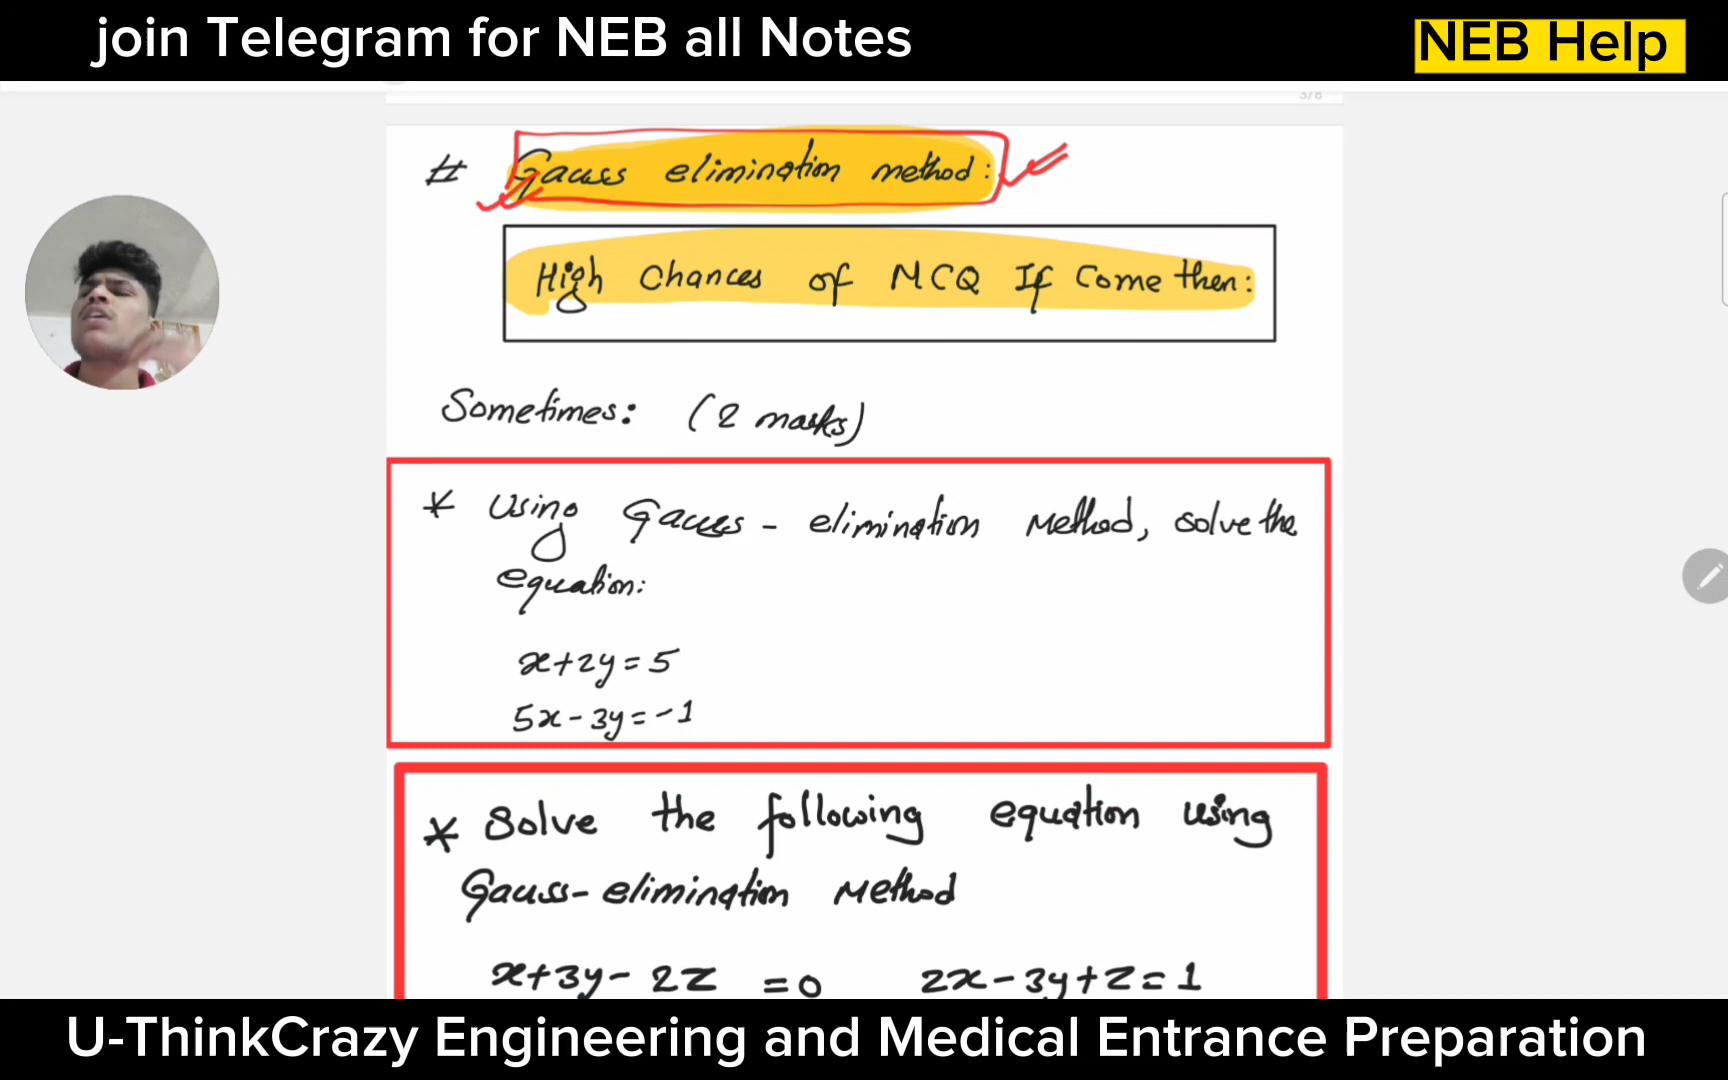 join Telegram for NEB all Notes
NEB Help
3/8
# Gauss elimination method:
High Chances of MCQ If Come then:
Sometimes: (2 marks)
* Using Gauss - elimination Method, solve the
equation:
x+2y=5
5x-3y=-1
* Solve the following equation using
Gauss-elimination Method
x+3y-2z =0 2x-3y+z=1
U-ThinkCrazy Engineering and Medical Entrance Preparation